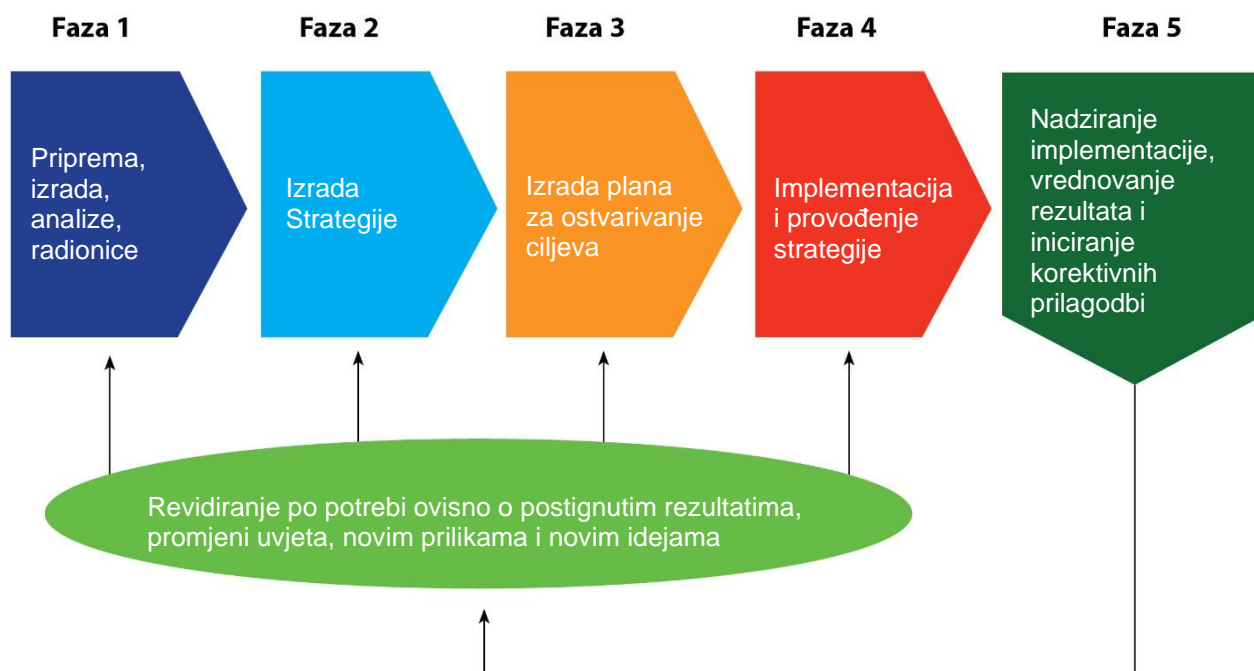 Faza 1
Faza 2
Faza 3
Faza 4
Faza 5
Priprema,
izrada,
analize,
radionice
Izrada
Strategije
Izrada plana
za ostvarivanje
ciljeva
Implementacija
i provođenje
strategije
Nadziranje
implementacije,
vrednovanje
rezultata i
iniciranje
korektivnih
prilagodbi
Revidiranje po potrebi ovisno o postignutim rezultatima,
promjeni uvjeta, novim prilikama i novim idejama